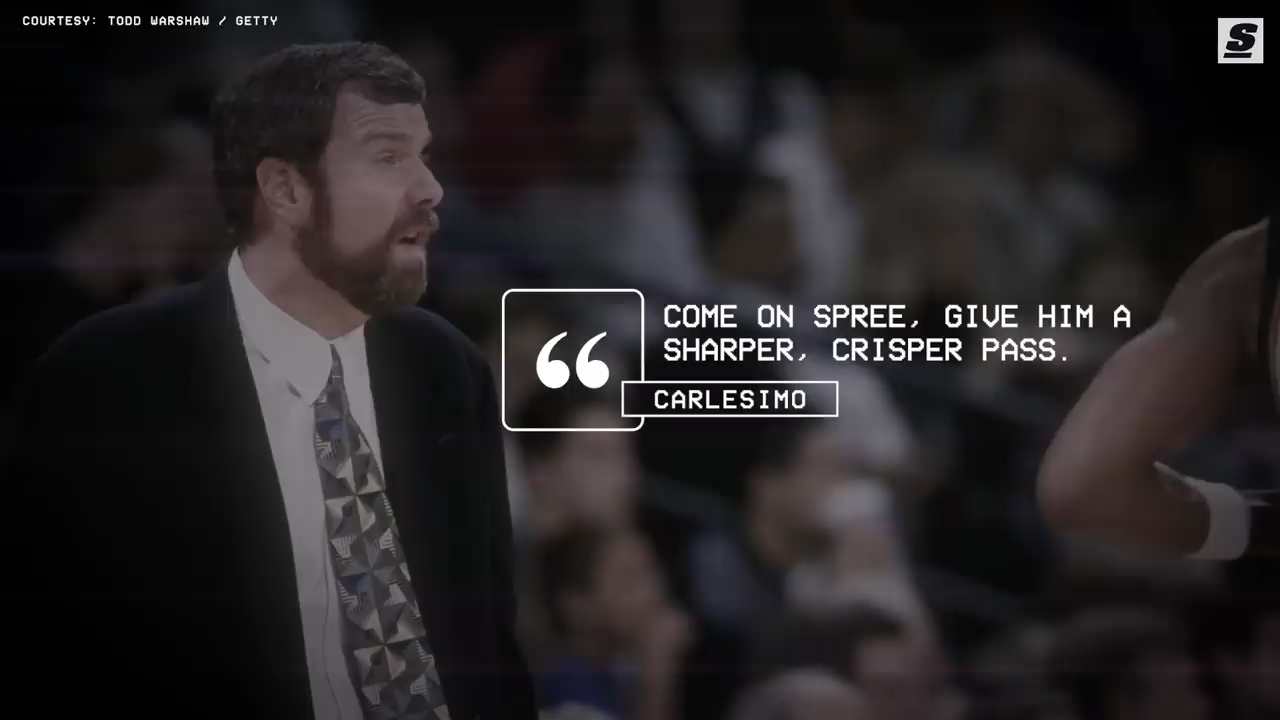 COURTESY: TODD WARSHAW / GETTY
S
COME ON SPREE, GIVE HIM A
SHARPER, CRISPER PASS.
CARLESIMO